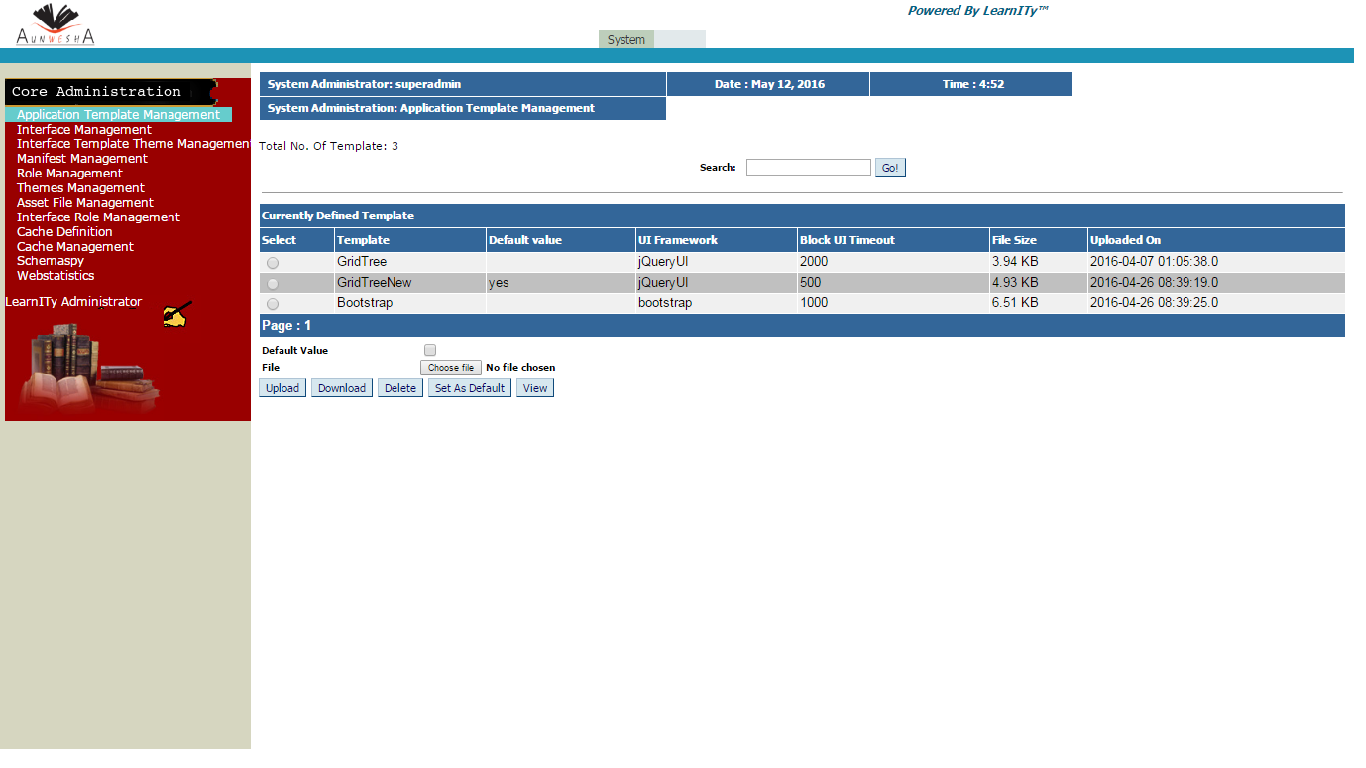 Powered By LearnITy™
AUNWESHA
System
Core Administration
Application Template Management
Interface Management
Interface Template Theme Management
Manifest Management
Role Management
Themes Management
Asset File Management
Interface Role Management
Cache Definition
Cache Management
Schemaspy
Webstatistics
LearnITy Administrator
System Administrator: superadmin Date : May 12, 2016 Time : 4:52
System Administration: Application Template Management
Total No. Of Template: 3
Search: Go!
Currently Defined Template
Select Template Default value UI Framework Block UI Timeout File Size Uploaded On
GridTree jQueryUI 2000 3.94 KB 2016-04-07 01:05:38.0
GridTreeNew yes jQueryUI 500 4.93 KB 2016-04-26 08:39:19.0
Bootstrap bootstrap 1000 6.51 KB 2016-04-26 08:39:25.0
Page : 1
Default Value
File Choose file No file chosen
Upload Download Delete Set As Default View